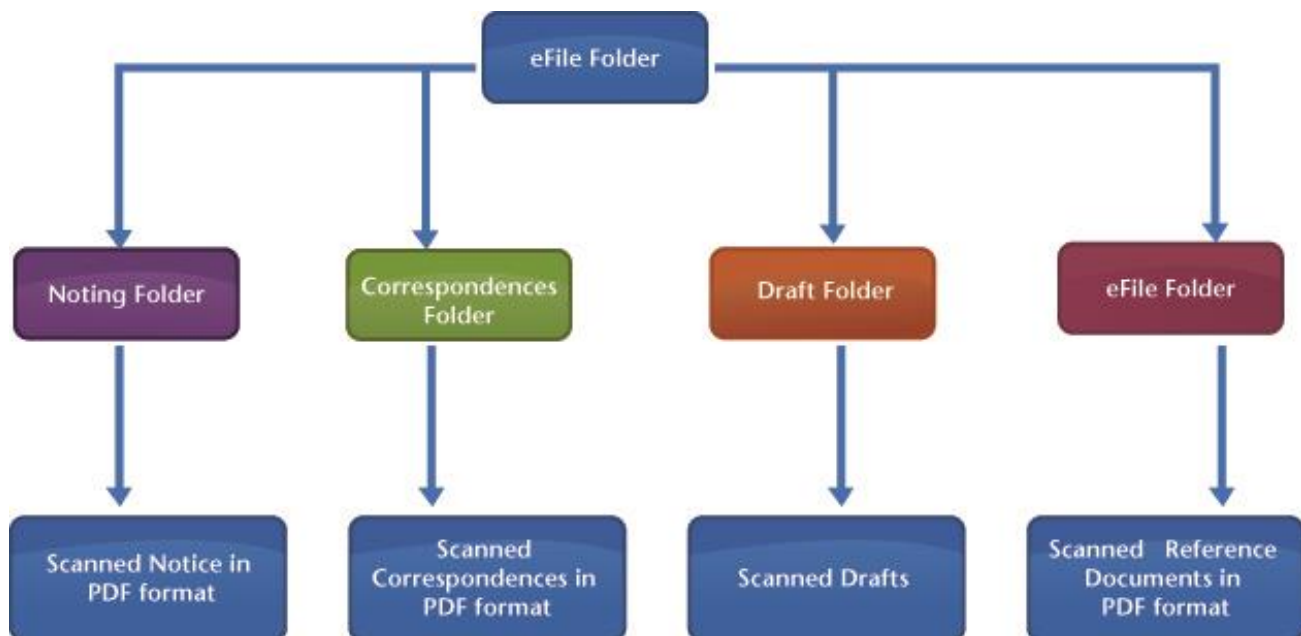 eFile Folder
Noting Folder
Correspondences
Folder
Draft Folder
eFile Folder
Scanned Notice in
PDF format
Scanned
Correspondences in
PDF format
Scanned Drafts
Scanned Reference
Documents in
PDF format